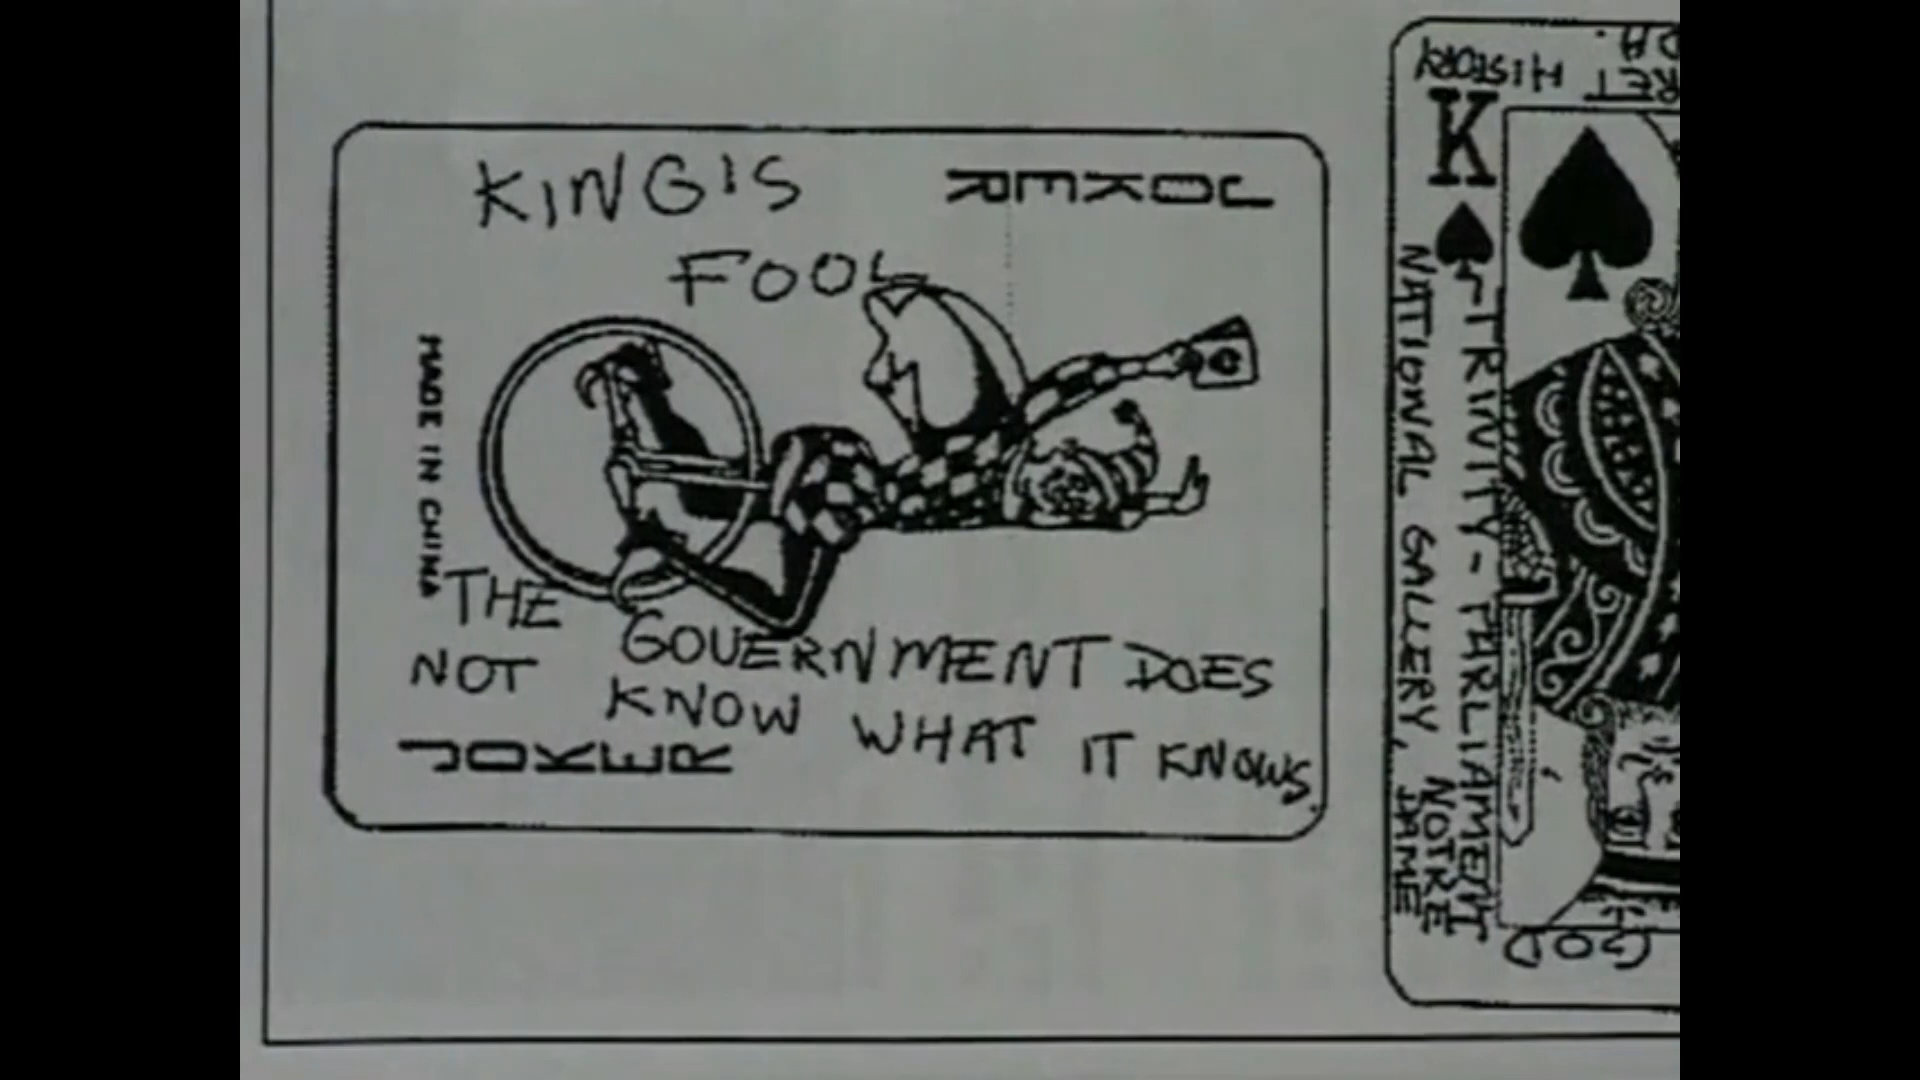 KING'S
JOKER
FOOL
MADE IN CHINA
THE GOVERNMENT DOES
NOT KNOW WHAT IT KNOWS.
JOKER
HISTORY
K
TRINITY - PARLIAMENT
NATIONAL GALLERY, NOTRE
DAME
GOD